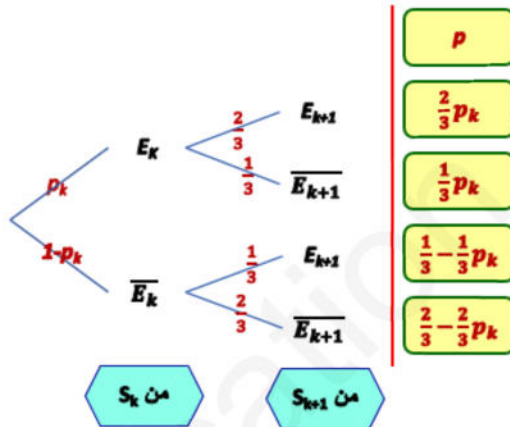 p
2/3 p_k
1/3 p_k
1/3 − 1/3 p_k
2/3 − 2/3 p_k
p_k
E_K
2/3
E_{k+1}
1/3
\overline{E_{k+1}}
1-p_k
\overline{E_k}
1/3
E_{k+1}
2/3
\overline{E_{k+1}}
من S_k
من S_{k+1}